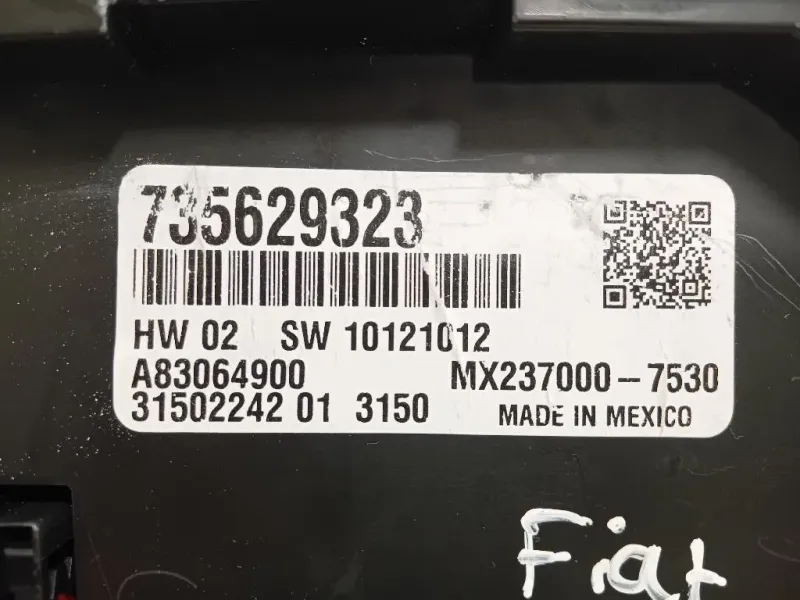 735629323
HW 02 SW 10121012
A83064900 MX237000-7530
31502242 01 3150 MADE IN MEXICO
Fiat